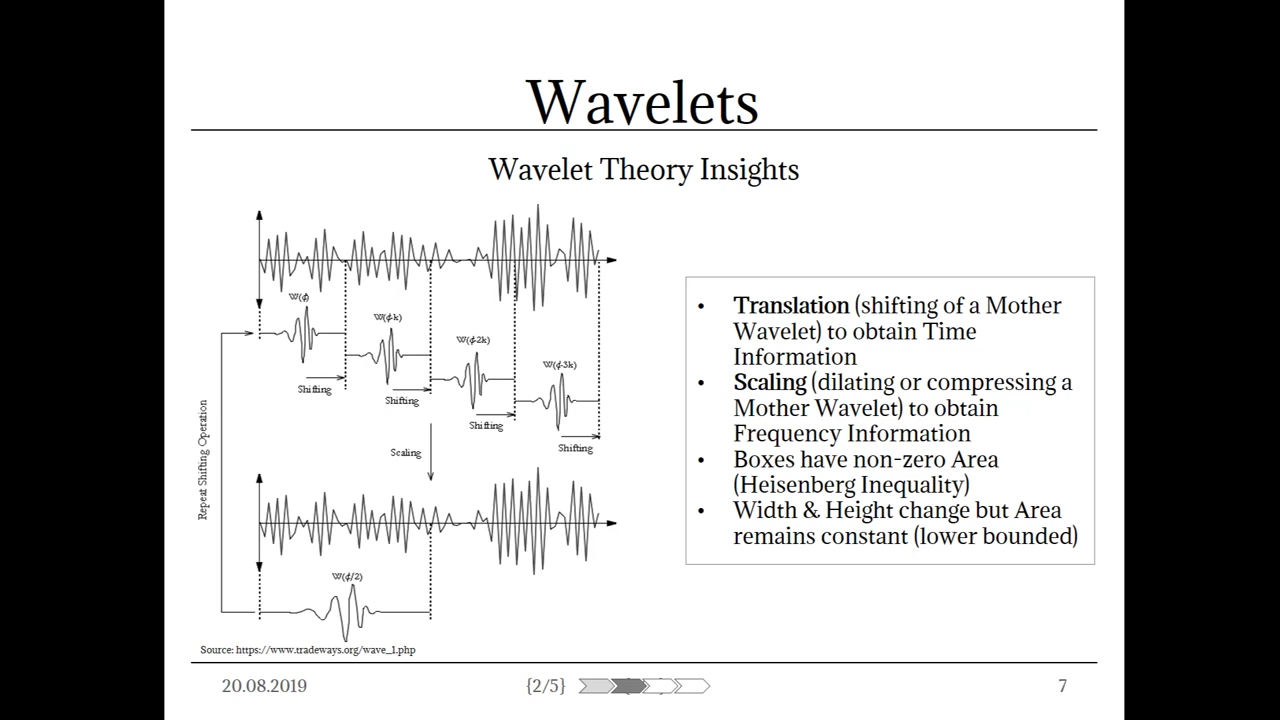 Wavelets
Wavelet Theory Insights
W(ϕ)
W(ϕ-k)
W(ϕ-2k)
W(ϕ-3k)
Shifting
Shifting
Shifting
Shifting
Scaling
Repeat Shifting Operation
W(ϕ/2)
Source: https://www.tradeways.org/wave_1.php
• Translation (shifting of a Mother
Wavelet) to obtain Time
Information
• Scaling (dilating or compressing a
Mother Wavelet) to obtain
Frequency Information
• Boxes have non-zero Area
(Heisenberg Inequality)
• Width & Height change but Area
remains constant (lower bounded)
20.08.2019
{2/5}
7